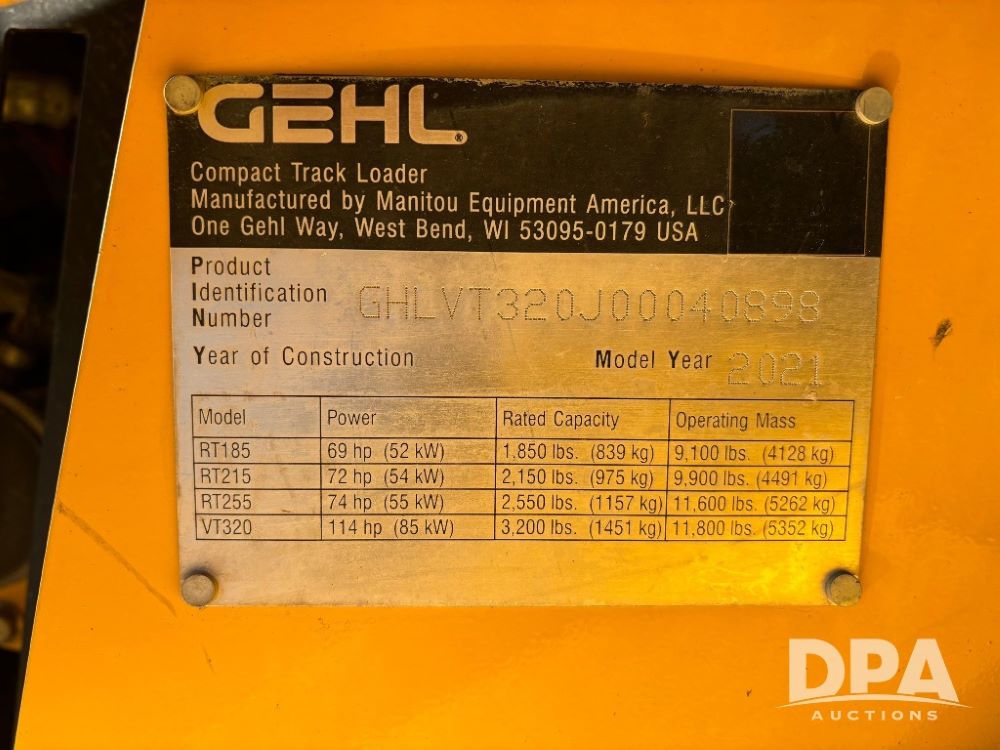 GEHL®
Compact Track Loader
Manufactured by Manitou Equipment America, LLC
One Gehl Way, West Bend, WI 53095-0179 USA
Product
Identification
Number
GHLVT320J00040898
Year of Construction
Model Year 2021
Model Power Rated Capacity Operating Mass
RT185 69 hp (52 kW) 1,850 lbs. (839 kg) 9,100 lbs. (4128 kg)
RT215 72 hp (54 kW) 2,150 lbs. (975 kg) 9,900 lbs. (4491 kg)
RT255 74 hp (55 kW) 2,550 lbs. (1157 kg) 11,600 lbs. (5262 kg)
VT320 114 hp (85 kW) 3,200 lbs. (1451 kg) 11,800 lbs. (5352 kg)
DPA
AUCTIONS